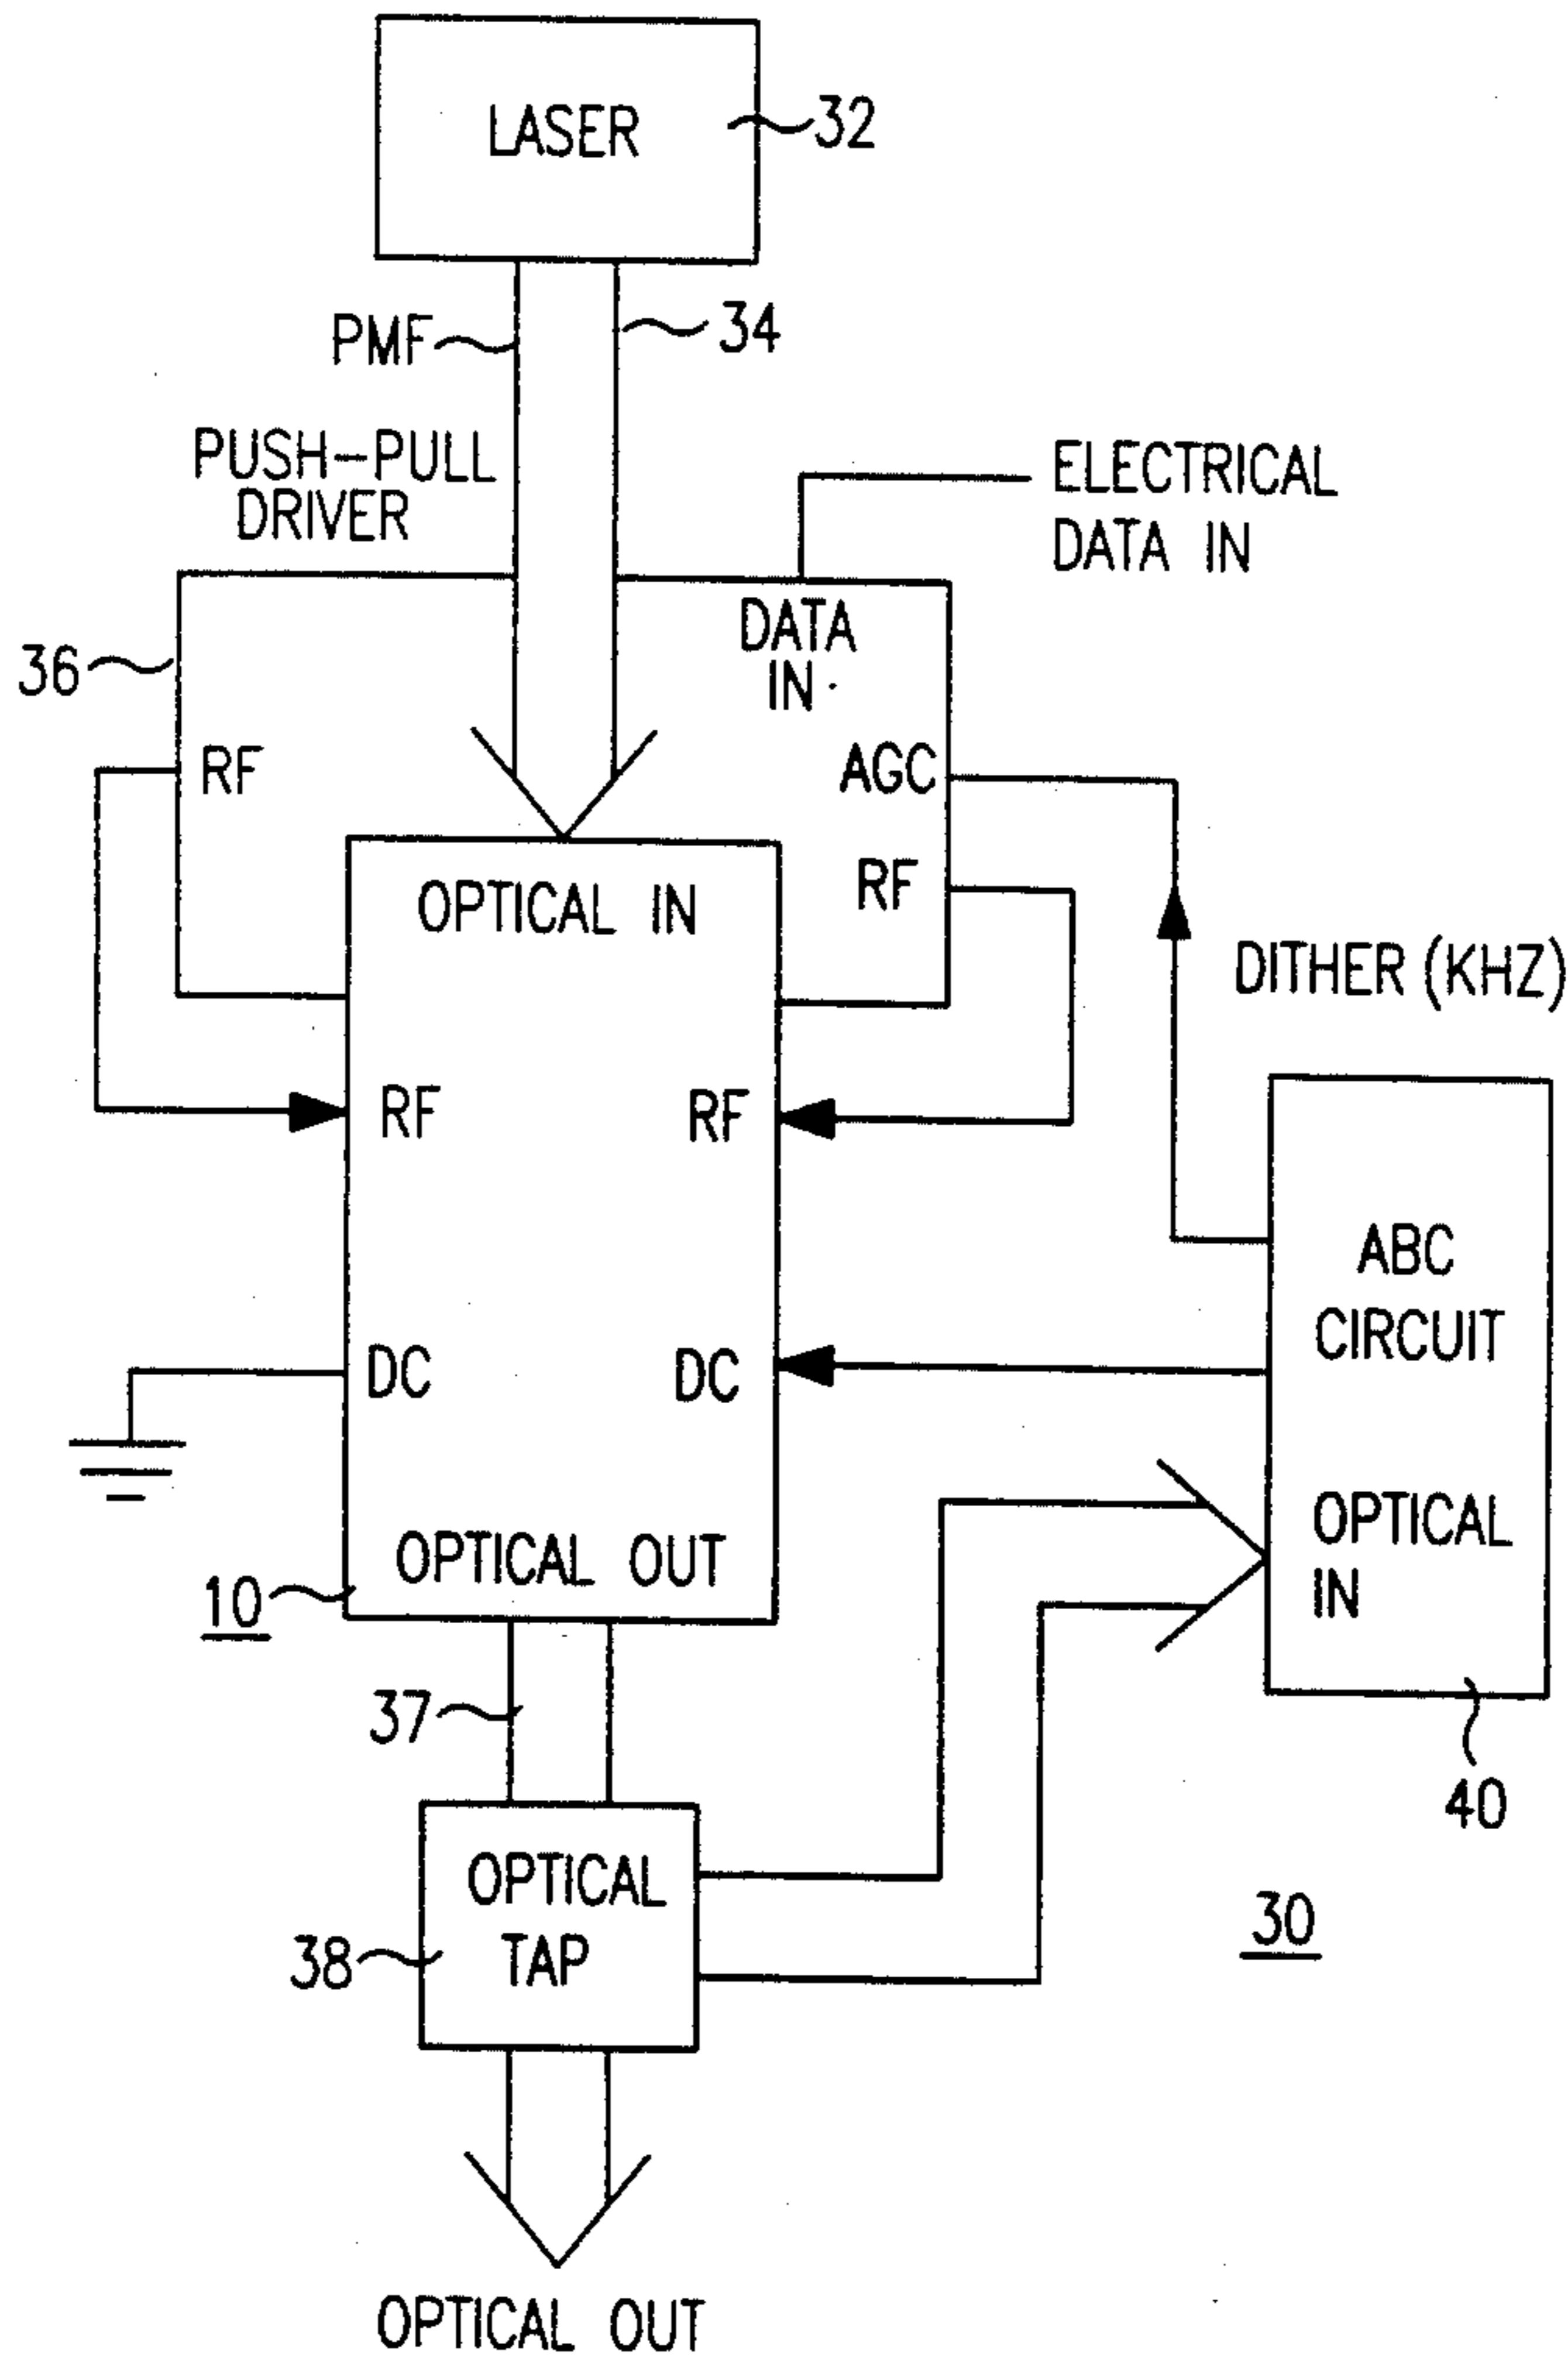 LASER
32
PMF
34
PUSH-PULL
DRIVER
ELECTRICAL
DATA IN
DATA
IN
36
RF
AGC
RF
OPTICAL IN
DITHER (KHZ)
RF
RF
ABC
CIRCUIT
DC
DC
OPTICAL
IN
OPTICAL OUT
10
37
40
OPTICAL
TAP
38
30
OPTICAL OUT